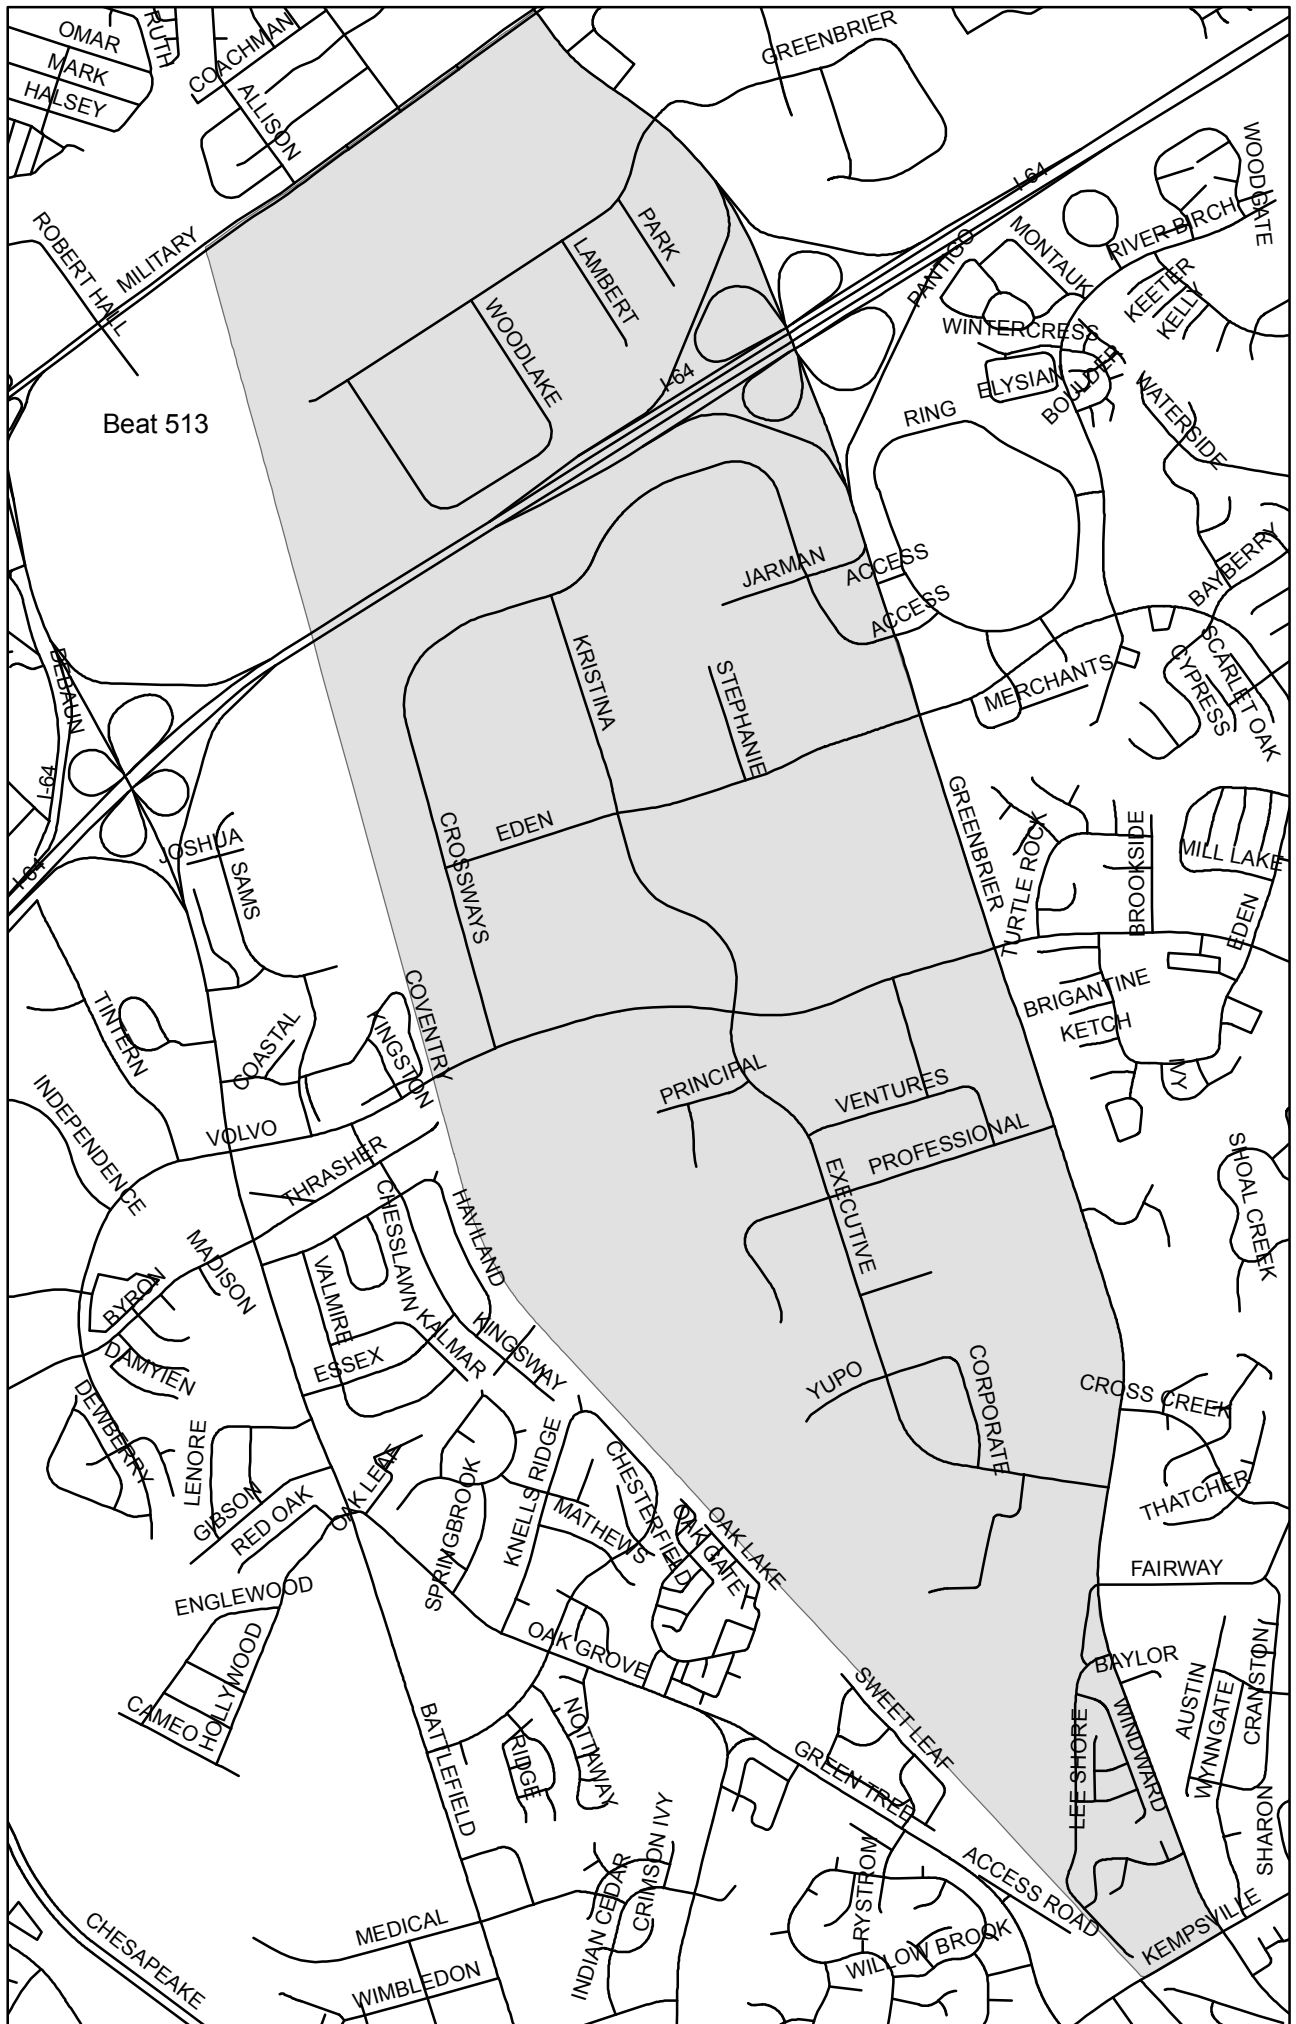 OMAR
RUTH
MARK
HALSEY
COACHMAN
ALLISON
GREENBRIER
I-64
WOODGATE
RIVER BIRCH
MONTAUK
PANTIGO
KEETER
KELLY
ROBERT HALL
MILITARY
PARK
LAMBERT
WOODLAKE
I-64
WINTERCRESS
ELYSIAN
BOULDER
WATERSIDE
RING
Beat 513
JARMAN
ACCESS
ACCESS
BAYBERRY
SCARLET OAK
CYPRESS
MERCHANTS
DEBAUN
KRISTINA
STEPHANIE
I-64
I-64
EDEN
CROSSWAYS
GREENBRIER
TURTLE ROCK
BROOKSIDE
MILL LAKE
EDEN
JOSHUA
SAMS
COVENTRY
TINTERN
COASTAL
KINGSTON
BRIGANTINE
KETCH
IVY
INDEPENDENCE
VOLVO
PRINCIPAL
VENTURES
PROFESSIONAL
THRASHER
SHOAL CREEK
EXECUTIVE
CHESSLAWN
HAVILAND
MADISON
BYRON
VALMIRE
KALMAR
KINGSWAY
DAMYIEN
ESSEX
YUPO
CORPORATE
CROSS CREEK
DEWBERRY
LENORE
GIBSON
RED OAK
OAK LEAF
SPRINGBROOK
KNELLS RIDGE
CHESTERFIELD
MATHEWS
OAK GATE
OAK LAKE
THATCHER
FAIRWAY
ENGLEWOOD
HOLLYWOOD
CAMEO
OAK GROVE
BAYLOR
SWEET LEAF
AUSTIN
WYNNGATE
CRANSTON
WINDWARD
LEE SHORE
BATTLEFIELD
RIDGE
NOTTAWAY
GREEN TREE
SHARON
CRIMSON IVY
INDIAN CEDAR
RYSTROM
ACCESS ROAD
KEMPSVILLE
WILLOW BROOK
MEDICAL
WIMBLEDON
CHESAPEAKE